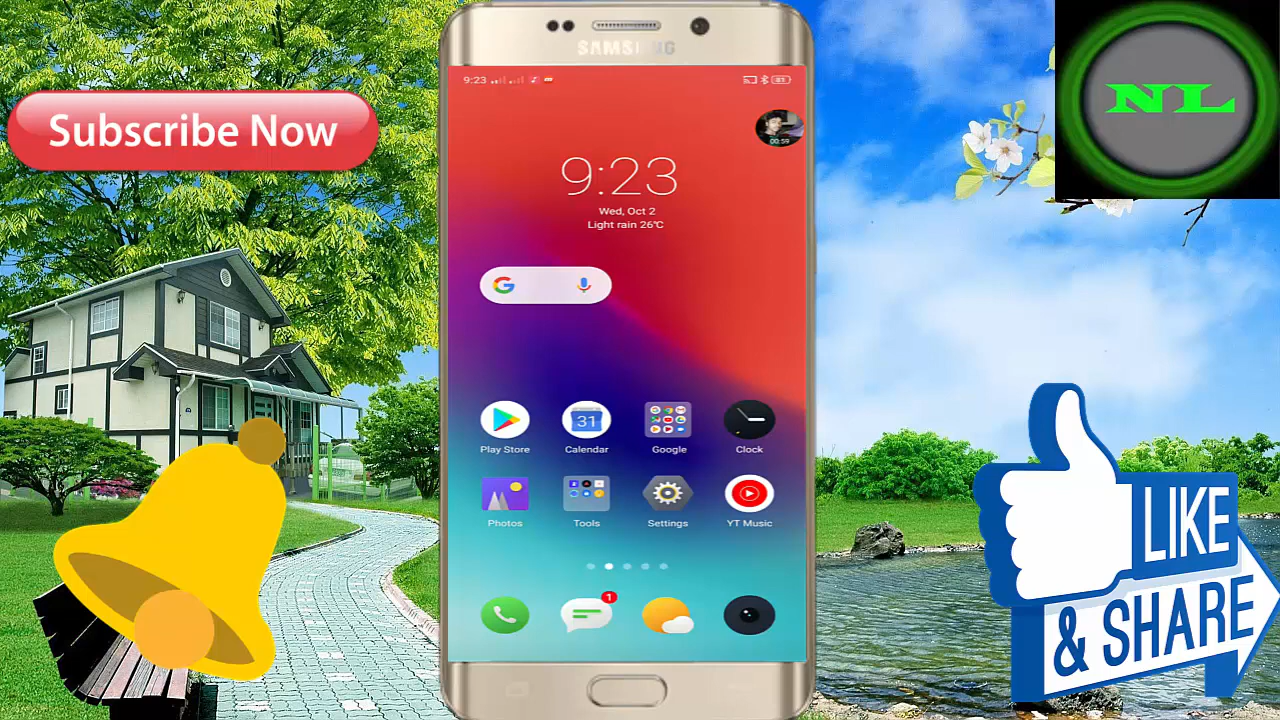 Subscribe Now
SAMSUNG
NL
9:23
00:59
9:23
Wed, Oct 2
Light rain 26°C
31
Play Store
Calendar
Google
Clock
Photos
Tools
Settings
YT Music
1
LIKE
& SHARE